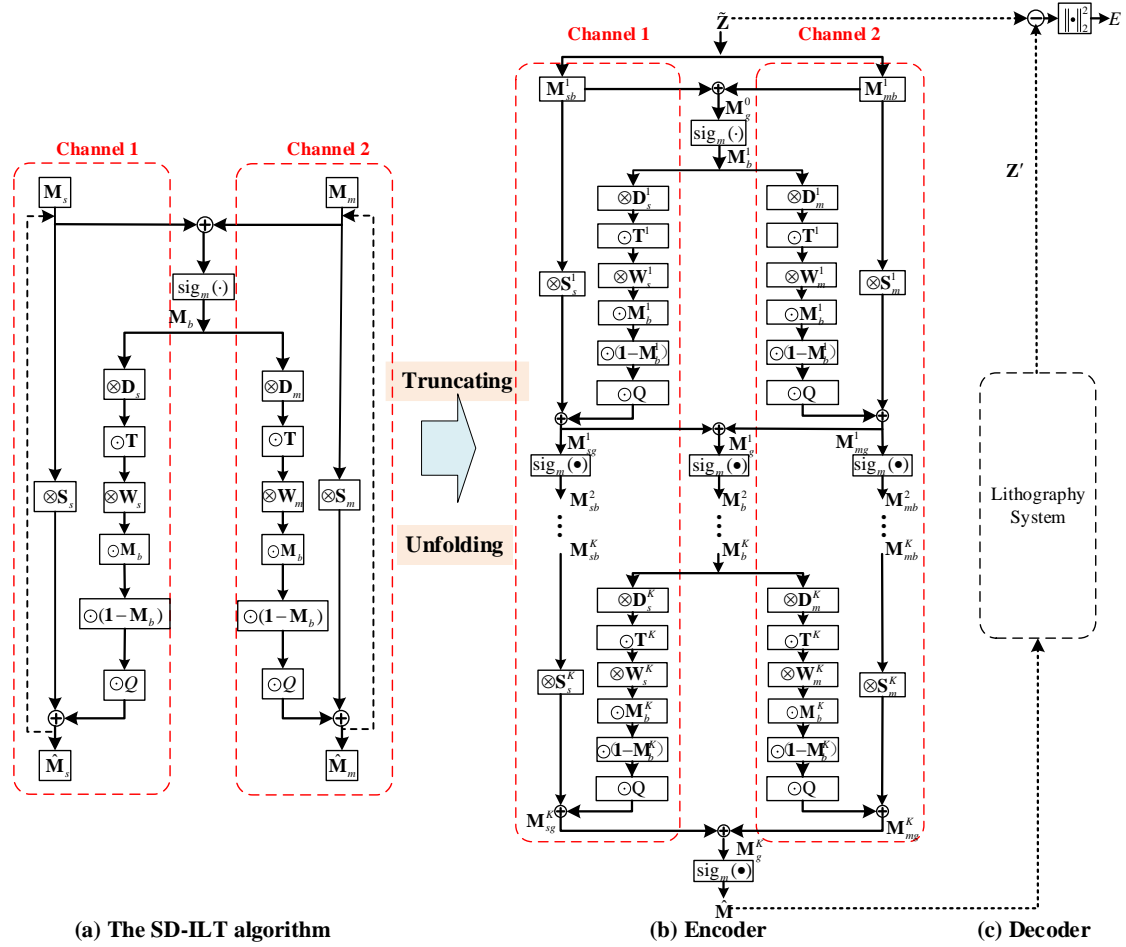 Channel 1
Channel 2
M_s
M_m
sig_m(·)
M_b
⊗D_s
⊗D_m
⊙T
⊙T
⊗S_s
⊗W_s
⊗W_m
⊗S_m
⊙M_b
⊙M_b
⊙(1−M_b)
⊙(1−M_b)
⊙Q
⊙Q
M̂_s
M̂_m
(a) The SD-ILT algorithm
Truncating
Unfolding
Z̃
Channel 1
Channel 2
M^1_sb
M^1_mb
M^0_g
sig_m(·)
M^1_b
⊗D^1_s
⊗D^1_m
⊙T^1
⊙T^1
⊗S^1_s
⊗W^1_s
⊗W^1_m
⊗S^1_m
⊙M^1_b
⊙M^1_b
⊙(1−M^1_b)
⊙(1−M^1_b)
⊙Q
⊙Q
M^1_sg
M^1_g
M^1_mg
sig_m(•)
sig_m(•)
sig_m(•)
M^2_sb
M^2_b
M^2_mb
M^K_sb
M^K_b
M^K_mb
⊗D^K_s
⊗D^K_m
⊙T^K
⊙T^K
⊗S^K_s
⊗W^K_s
⊗W^K_m
⊗S^K_m
⊙M^K_b
⊙M^K_b
⊙(1−M^K_b)
⊙(1−M^K_b)
⊙Q
⊙Q
M^K_sg
M^K_mg
M^K_g
sig_m(•)
M̂
(b) Encoder
‖•‖^2_2
E
Z′
Lithography
System
(c) Decoder